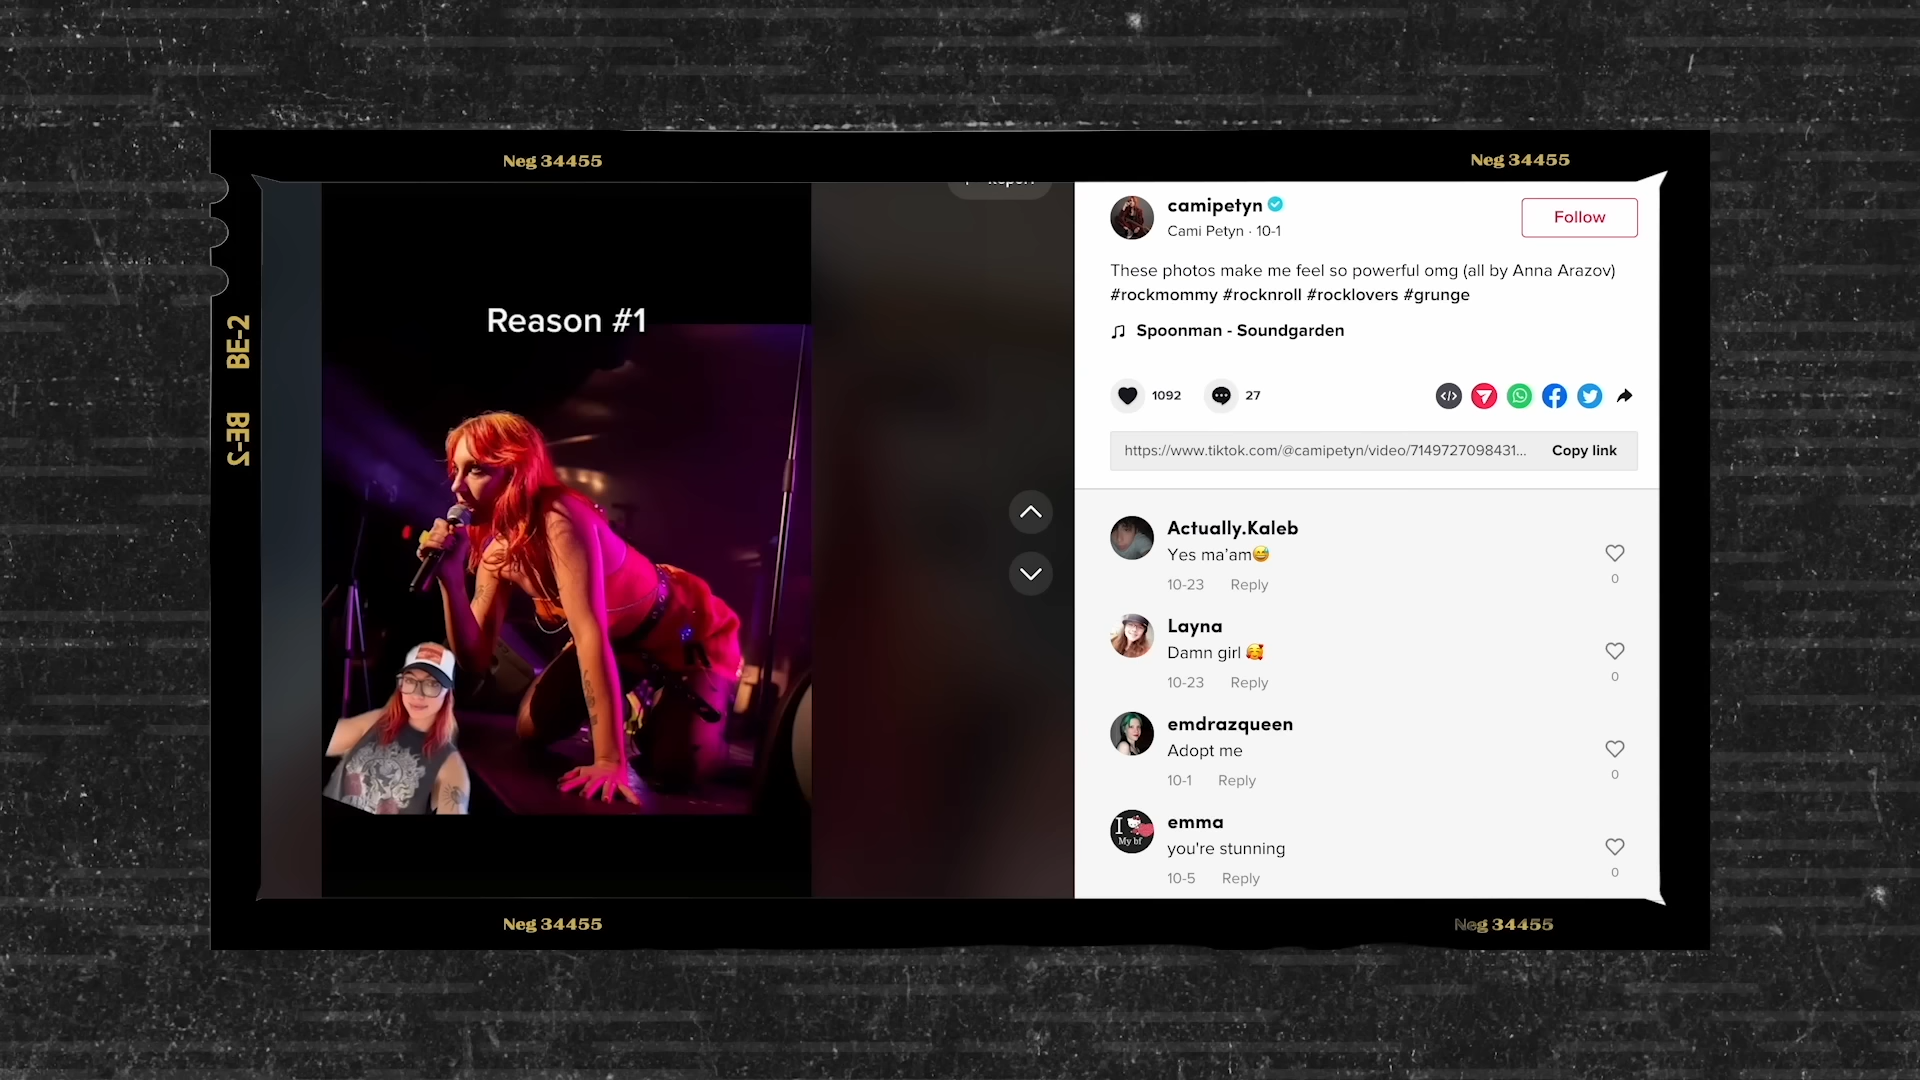 Neg 34455
Neg 34455
BE-2
BE-2
Reason #1
Report
camipetyn
Cami Petyn · 10-1
Follow
These photos make me feel so powerful omg (all by Anna Arazov)
#rockmommy #rocknroll #rocklovers #grunge
Spoonman - Soundgarden
1092
27
https://www.tiktok.com/@camipetyn/video/7149727098431...
Copy link
Actually.Kaleb
Yes ma'am😅
10-23 Reply
0
Layna
Damn girl 🥰
10-23 Reply
0
emdrazqueen
Adopt me
10-1 Reply
0
I
My bf
emma
you're stunning
10-5 Reply
0
Neg 34455
Neg 34455